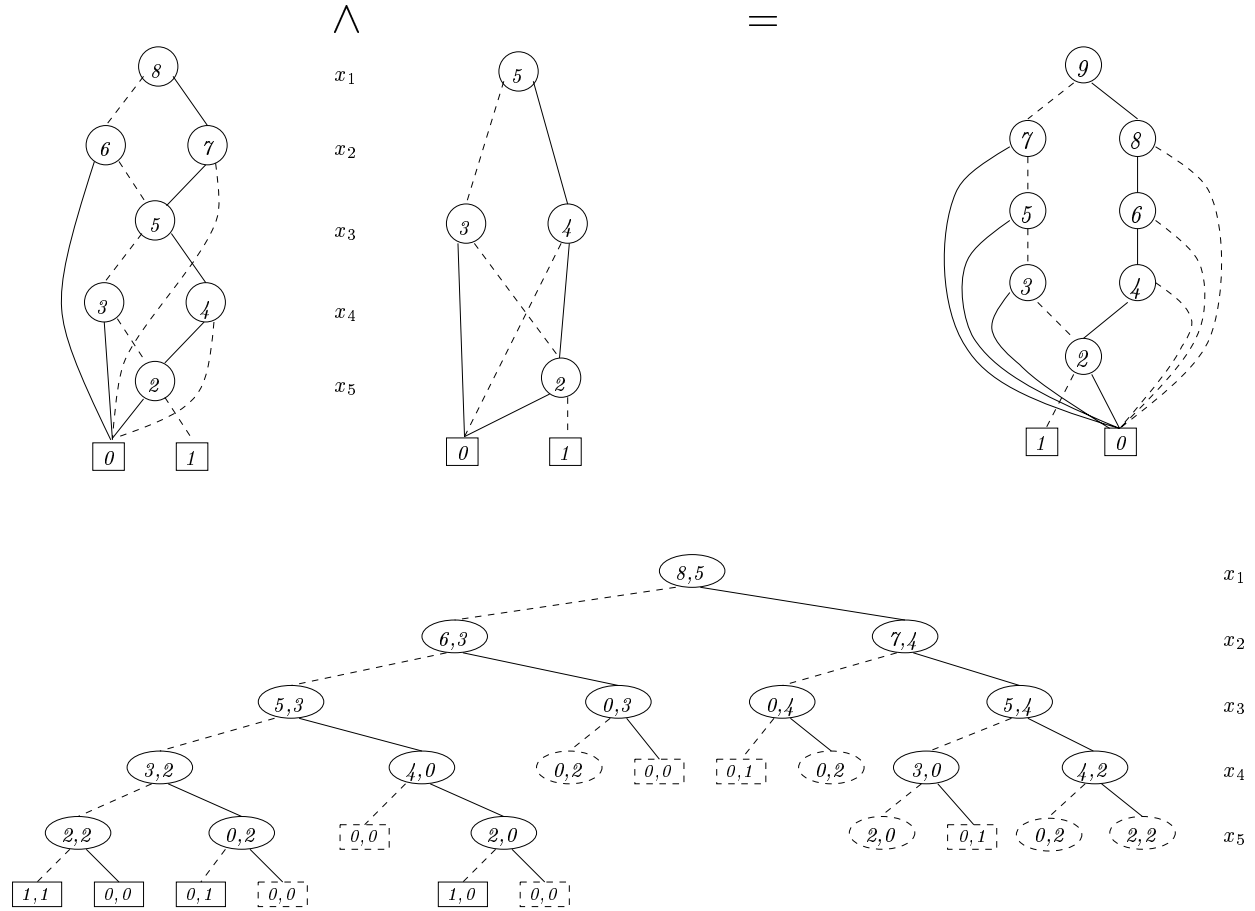 ∧ =
8 x₁ 5 9
6 7 x₂ 7 8
5 3 x₃ 4 5 6
3 4 x₄ 3 4
2 x₅ 2 2
0 1 0 1 1 0
8,5 x₁
6,3 7,4 x₂
5,3 0,3 0,4 5,4 x₃
3,2 4,0 0,2 0,0 0,1 0,2 3,0 4,2 x₄
2,2 0,2 0,0 2,0 2,0 0,1 0,2 2,2 x₅
1,1 0,0 0,1 0,0 1,0 0,0